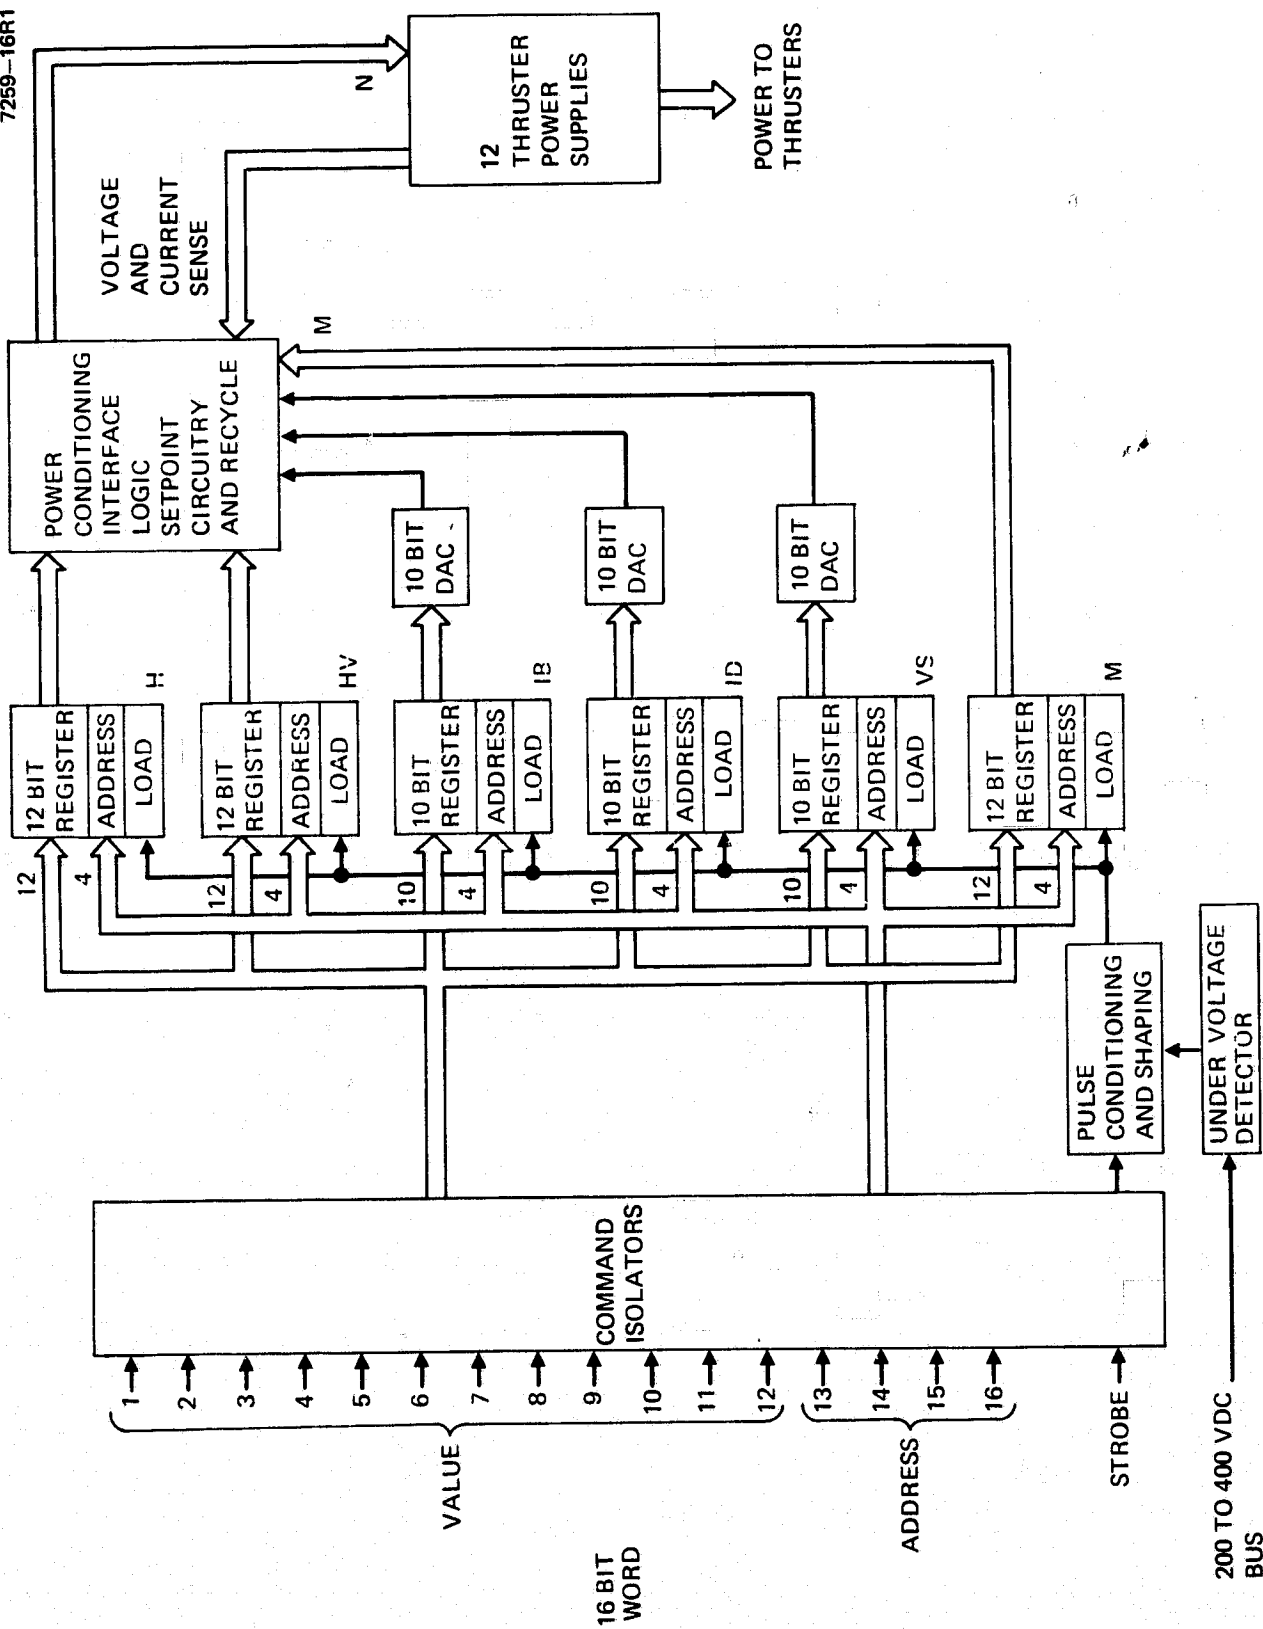 7259-16R1
16 BIT
WORD
VALUE
1
2
3
4
5
6
7
8
9
10
11
12
ADDRESS
13
14
15
16
STROBE
200 TO 400 VDC
BUS
COMMAND
ISOLATORS
PULSE
CONDITIONING
AND SHAPING
UNDER VOLTAGE
DETECTOR
12
4
12 BIT
REGISTER
ADDRESS
LOAD
H
12
4
12 BIT
REGISTER
ADDRESS
LOAD
HV
10
4
10 BIT
REGISTER
ADDRESS
LOAD
IB
10
4
10 BIT
REGISTER
ADDRESS
LOAD
ID
10
4
10 BIT
REGISTER
ADDRESS
LOAD
VS
12
4
12 BIT
REGISTER
ADDRESS
LOAD
M
10 BIT
DAC
10 BIT
DAC
10 BIT
DAC
POWER
CONDITIONING
INTERFACE
LOGIC
SETPOINT
CIRCUITRY
AND RECYCLE
M
VOLTAGE
AND
CURRENT
SENSE
N
12
THRUSTER
POWER
SUPPLIES
POWER TO
THRUSTERS